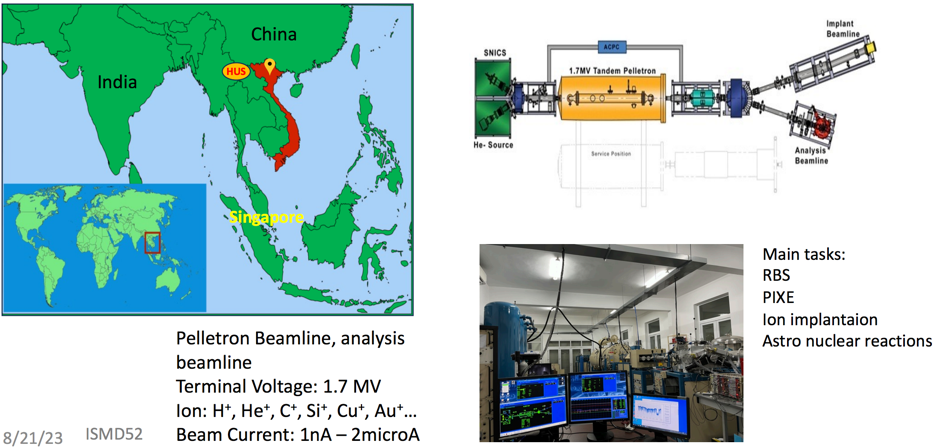 China
India
HUS
Singapore
SNICS
ACPC
1.7MV Tandem Pelletron
Implant
Beamline
He- Source
Service Position
Analysis
Beamline
Main tasks:
RBS
PIXE
Ion implantaion
Astro nuclear reactions
Pelletron Beamline, analysis
beamline
Terminal Voltage: 1.7 MV
Ion: H⁺, He⁺, C⁺, Si⁺, Cu⁺, Au⁺...
Beam Current: 1nA – 2microA
8/21/23
ISMD52